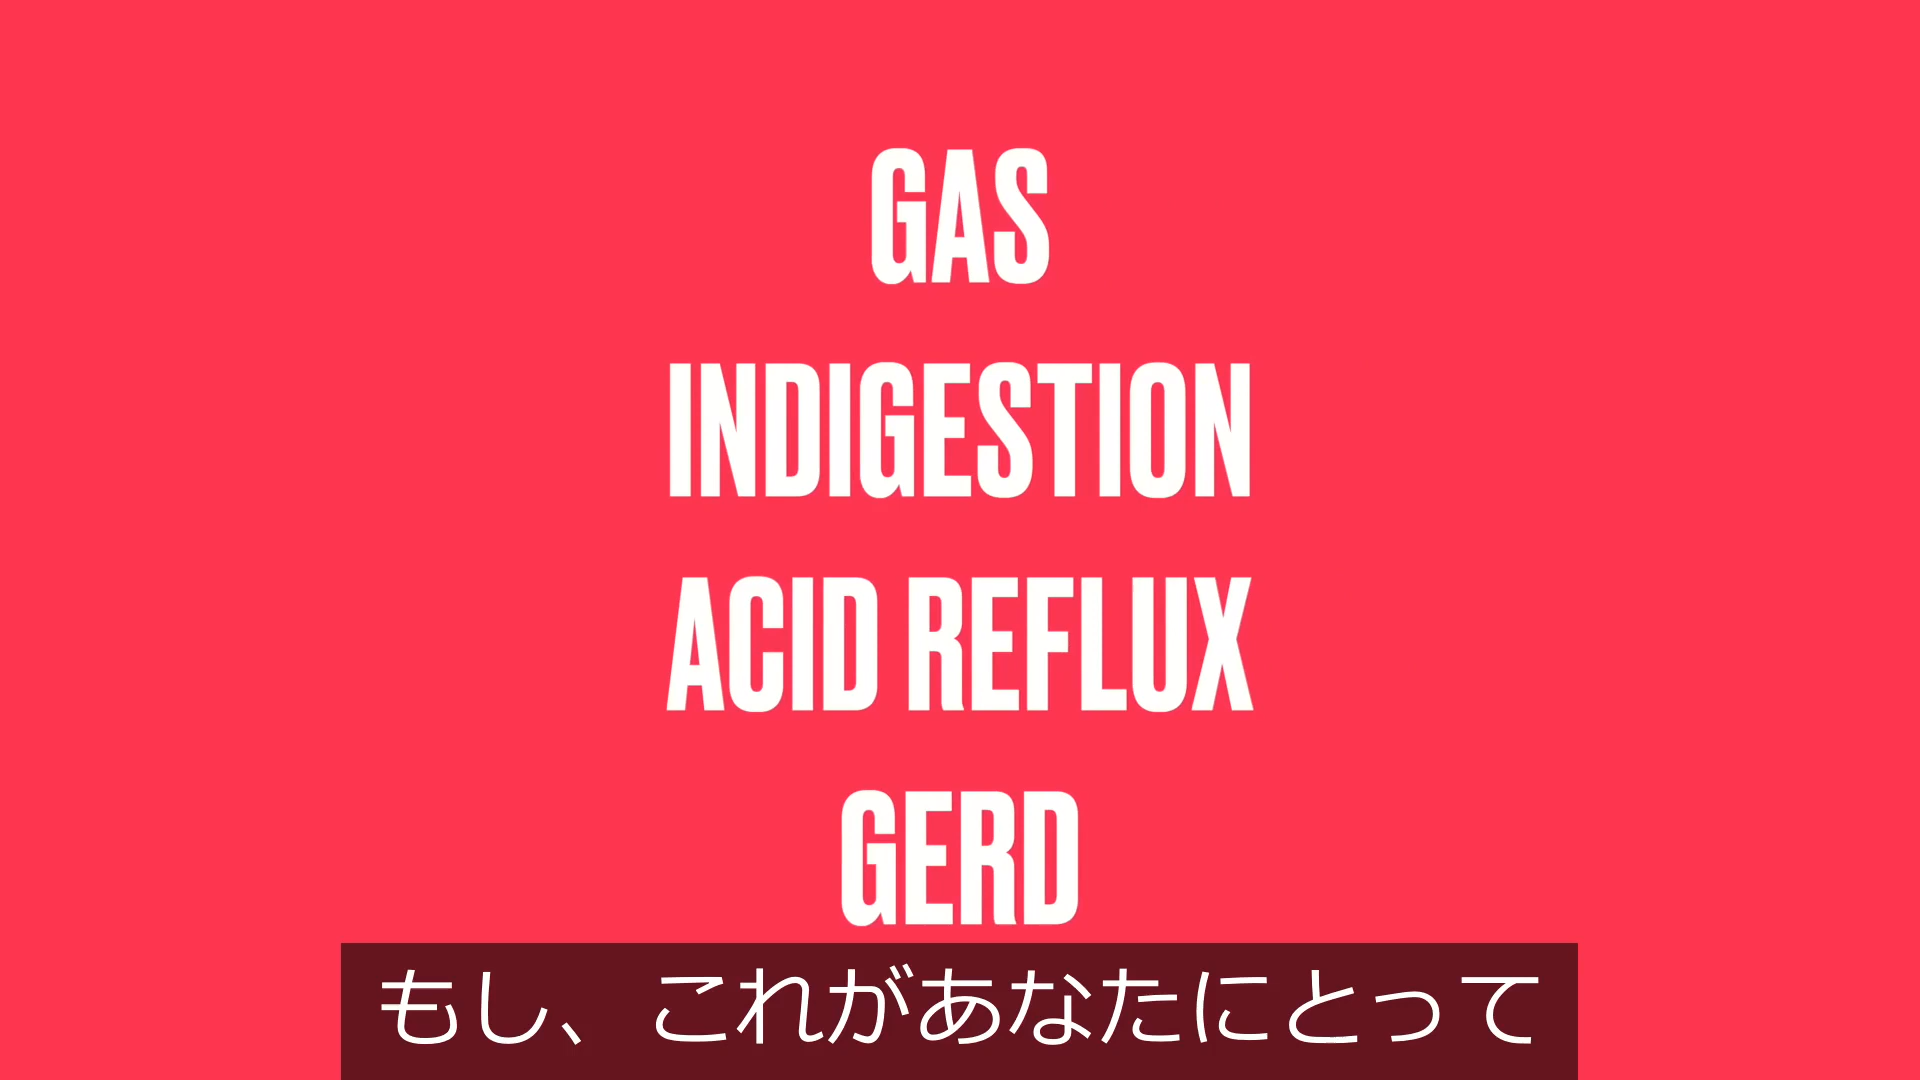 GAS
INDIGESTION
ACID REFLUX
GERD
もし、これがあなたにとって